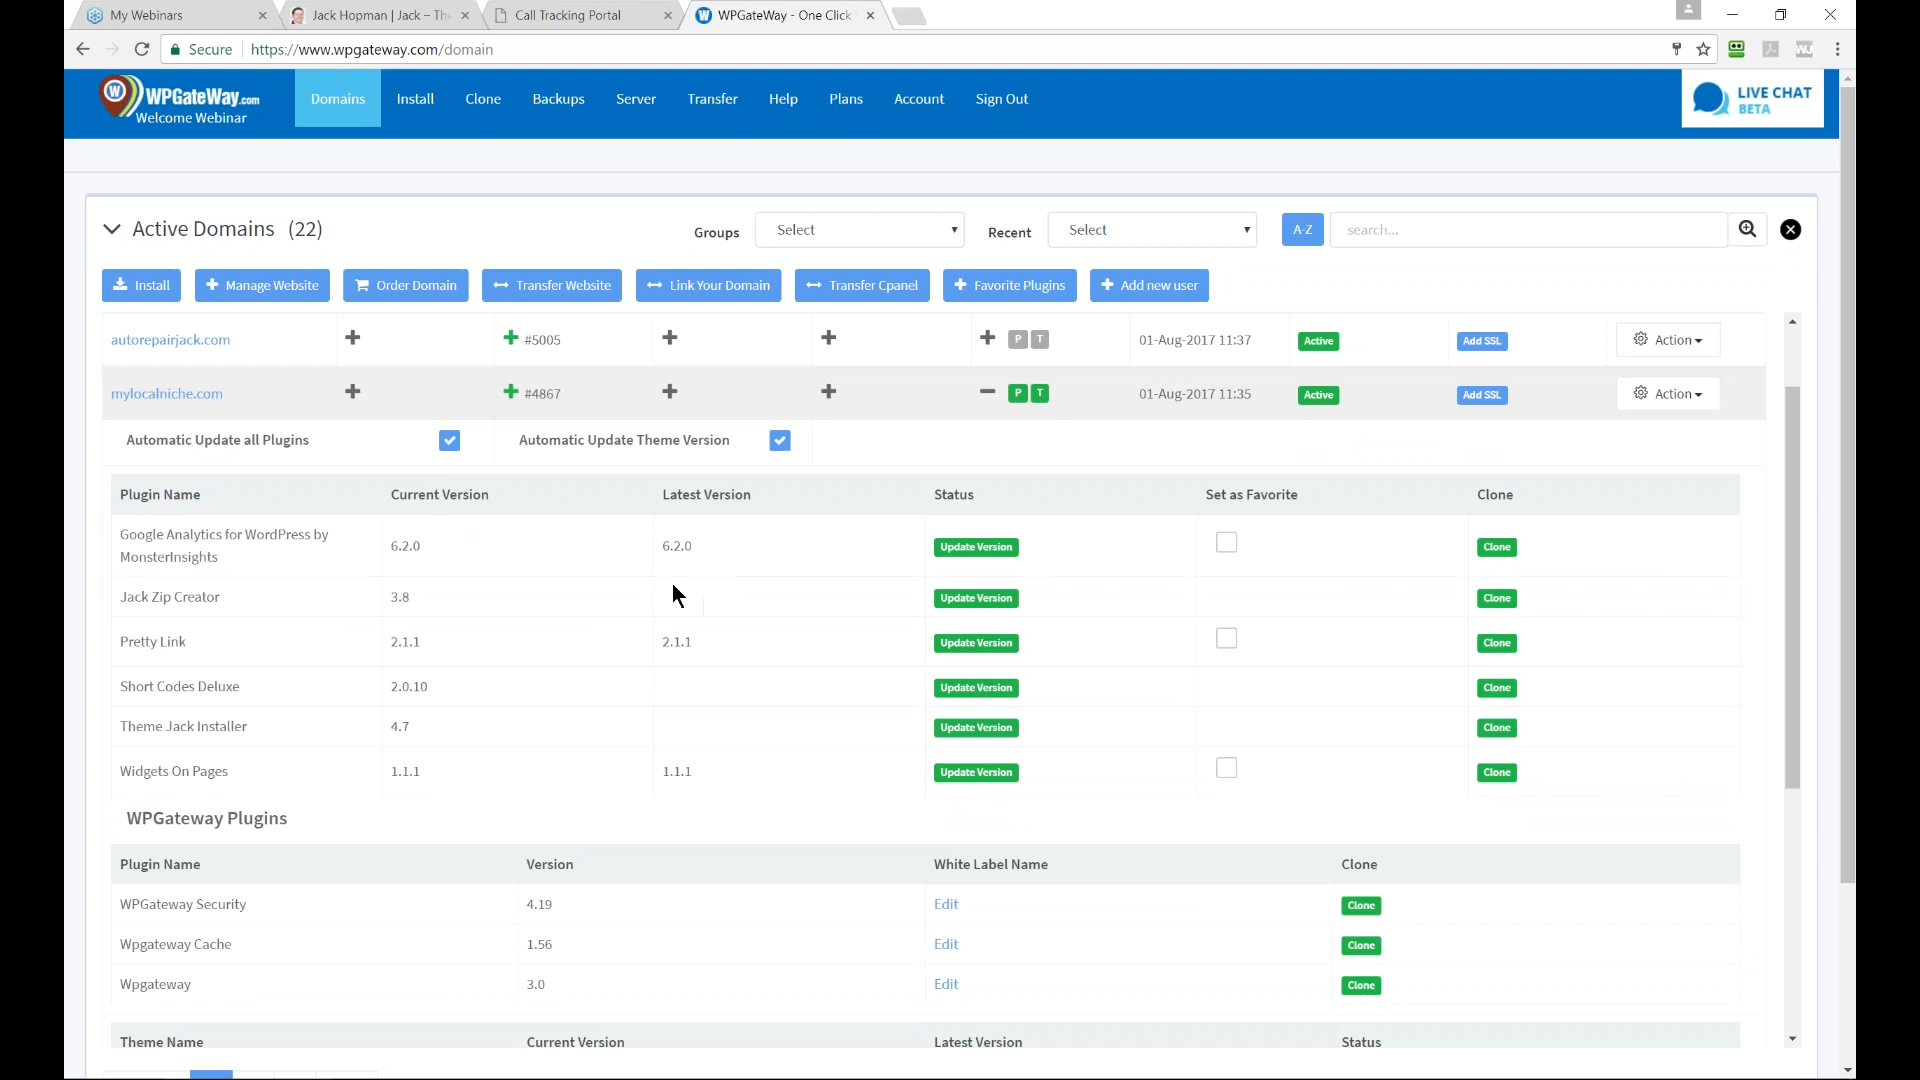 My Webinars
Jack Hopman | Jack – Th
Call Tracking Portal
WPGateWay - One Click
Secure
https://www.wpgateway.com/domain
WPGateWay.com
Welcome Webinar
Domains
Install
Clone
Backups
Server
Transfer
Help
Plans
Account
Sign Out
LIVE CHAT
BETA
Active Domains (22)
Groups
Select
Recent
Select
A-Z
search...
Install
Manage Website
Order Domain
Transfer Website
Link Your Domain
Transfer Cpanel
Favorite Plugins
Add new user
autorepairjack.com
#5005
P T
01-Aug-2017 11:37
Active
Add SSL
Action
mylocalniche.com
#4867
P T
01-Aug-2017 11:35
Active
Add SSL
Action
Automatic Update all Plugins
Automatic Update Theme Version
Plugin Name
Current Version
Latest Version
Status
Set as Favorite
Clone
Google Analytics for WordPress by
MonsterInsights
6.2.0
6.2.0
Update Version
Clone
Jack Zip Creator
3.8
Update Version
Clone
Pretty Link
2.1.1
2.1.1
Update Version
Clone
Short Codes Deluxe
2.0.10
Update Version
Clone
Theme Jack Installer
4.7
Update Version
Clone
Widgets On Pages
1.1.1
1.1.1
Update Version
Clone
WPGateway Plugins
Plugin Name
Version
White Label Name
Clone
WPGateway Security
4.19
Edit
Clone
Wpgateway Cache
1.56
Edit
Clone
Wpgateway
3.0
Edit
Clone
Theme Name
Current Version
Latest Version
Status